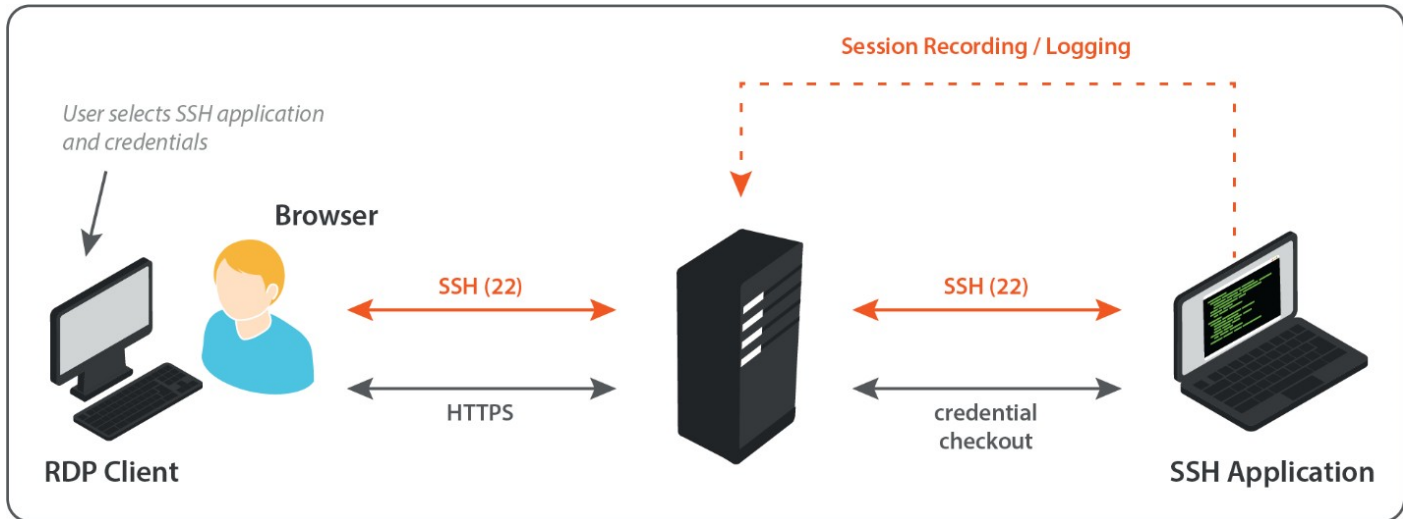 Session Recording / Logging
User selects SSH application
and credentials
Browser
SSH (22)
SSH (22)
HTTPS
credential
checkout
RDP Client
SSH Application